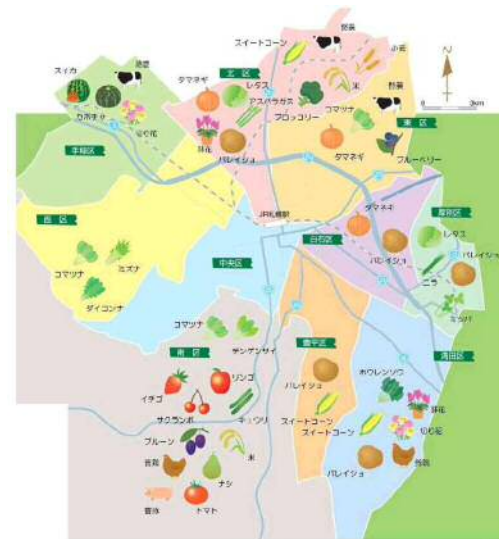 酪農
スイートコーン
小麦
北区
スイカ
酪農
タマネギ
レタス
米
酪農
カボチャ
アスパラガス
ブロッコリー
コマツナ
東区
切り花
鉢花
バレイショ
タマネギ
ブルーベリー
手稲区
0
3km
西区
JR札幌駅
タマネギ
厚別区
レタス
白石区
バレイショ
コマツナ
ミズナ
中央区
バレイショ
ニラ
ダイコンナ
ミツバ
コマツナ
チンゲンサイ
南区
豊平区
清田区
リンゴ
バレイショ
ホウレンソウ
イチゴ
鉢花
サクランボ
キュウリ
スイートコーン
スイートコーン
切り花
プルーン
米
養鶏
ナシ
バレイショ
養鶏
養豚
トマト